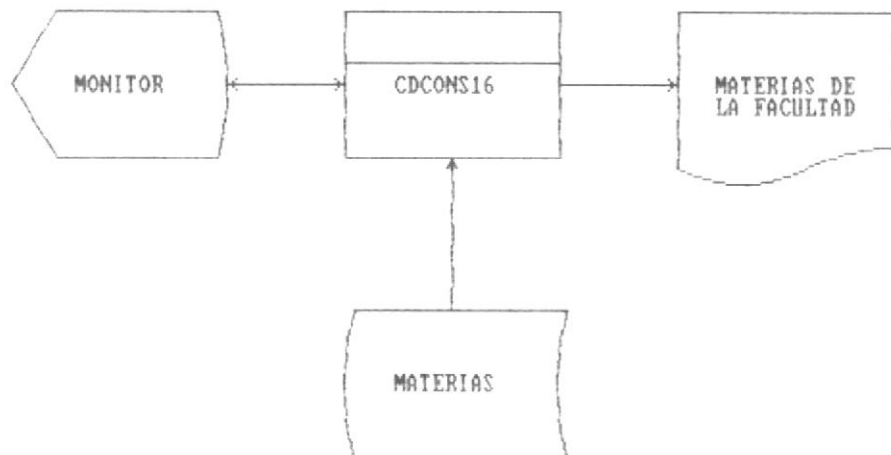 MONITOR
CDCONS16
MATERIAS DE
LA FACULTAD
MATERIAS